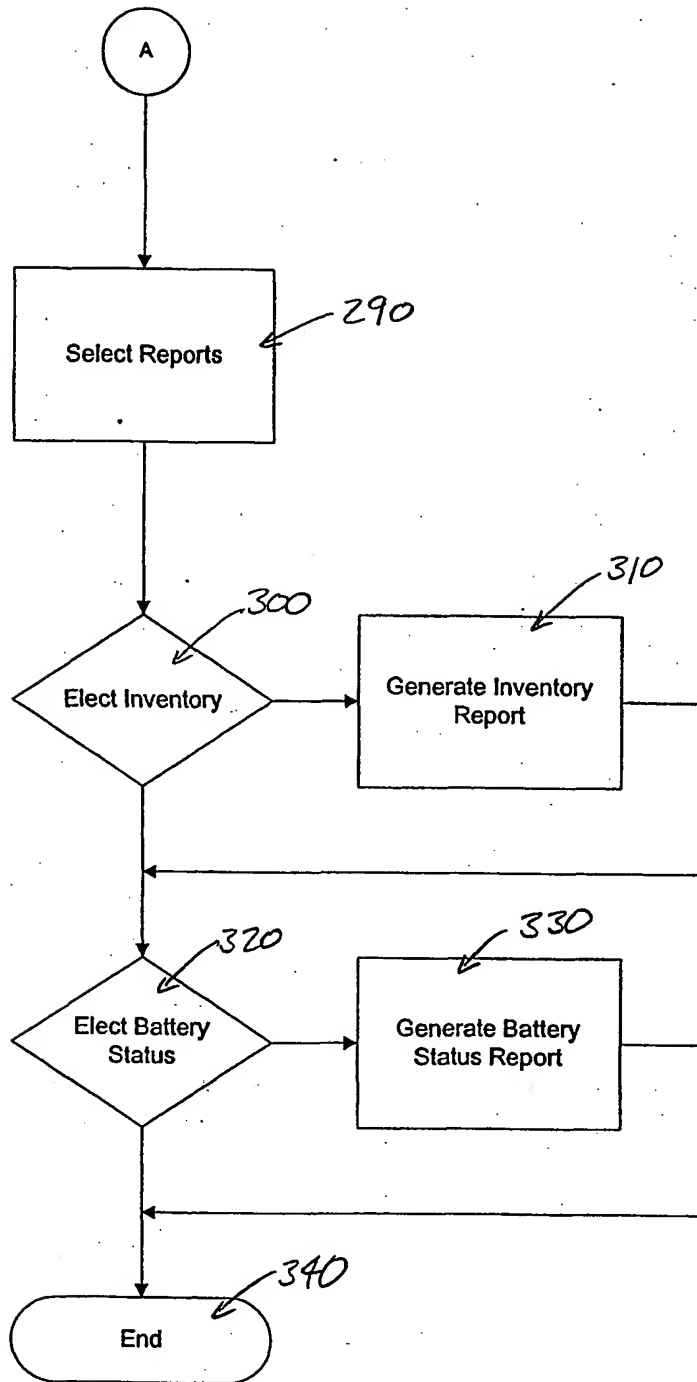 A
290
Select Reports
300
310
Elect Inventory
Generate Inventory
Report
320
330
Elect Battery
Status
Generate Battery
Status Report
340
End